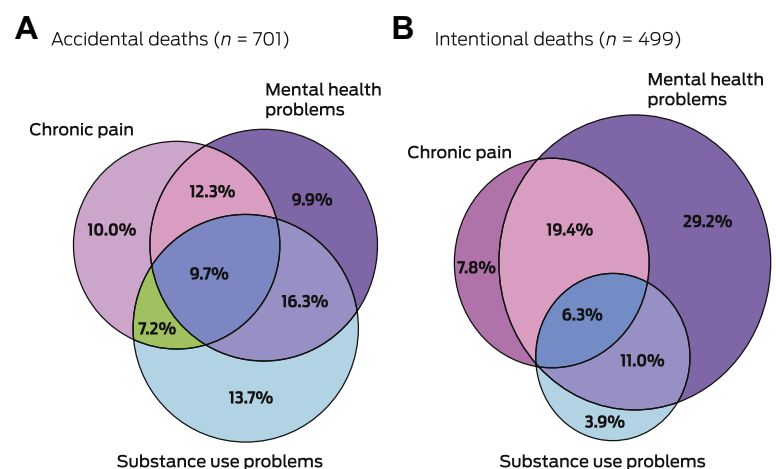 A Accidental deaths (n = 701)
Mental health
problems
Chronic pain
12.3%
9.9%
10.0%
9.7%
16.3%
7.2%
13.7%
Substance use problems
B Intentional deaths (n = 499)
Mental health
problems
Chronic pain
19.4%
29.2%
7.8%
6.3%
11.0%
3.9%
Substance use problems